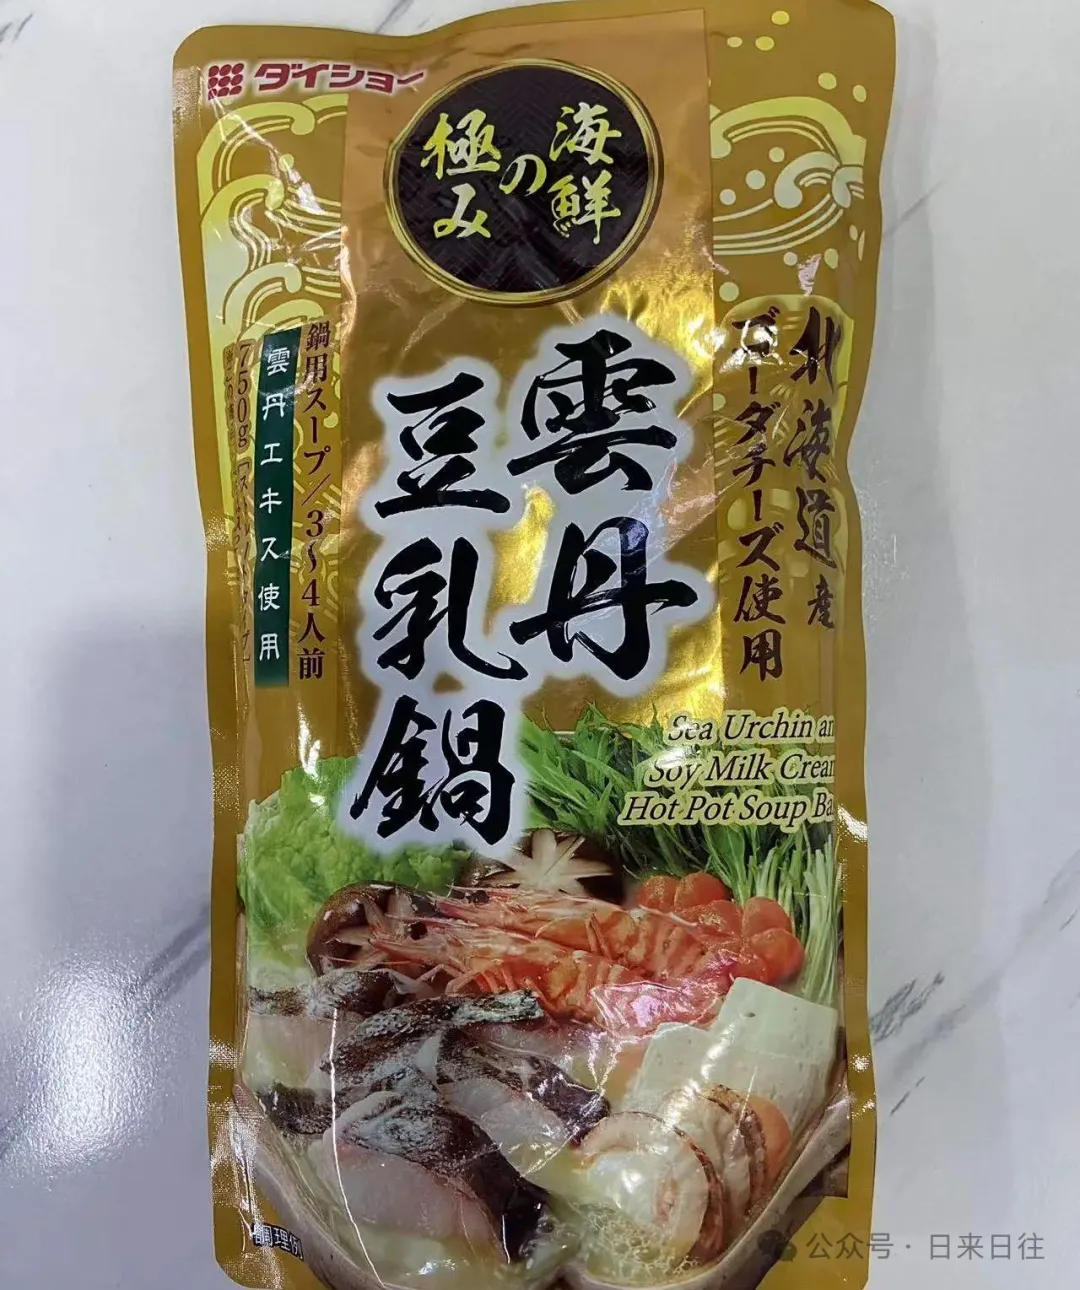 ダイショー
海鮮の極み
北海道産
ゴーダチーズ使用
雲丹
豆乳鍋
鍋用スープ/3〜4人前
雲丹エキス使用
750g
Sea Urchin an
Soy Milk Cream
Hot Pot Soup Ba
調理例
公众号·日来日往